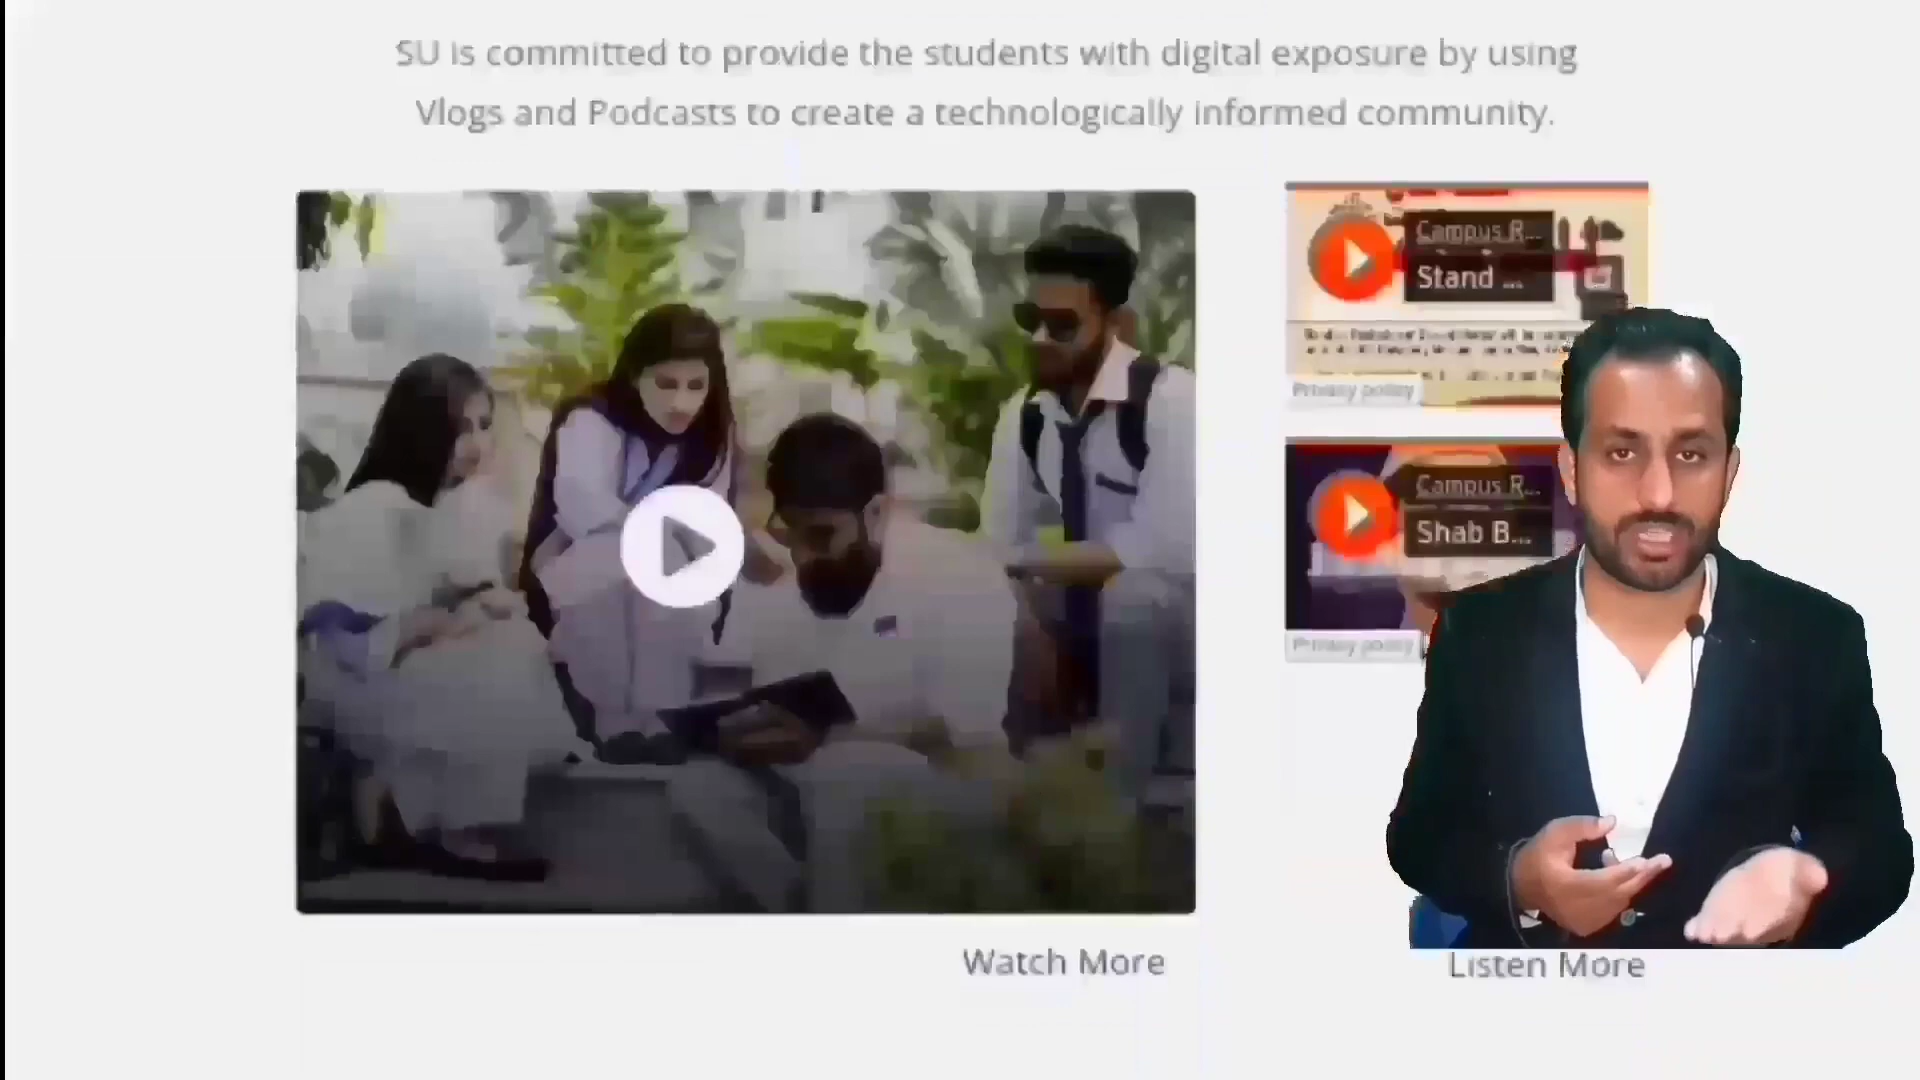 SU is committed to provide the students with digital exposure by using
Vlogs and Podcasts to create a technologically informed community.
Campus R...
Stand ...
Privacy policy
Campus R...
Shab B...
Privacy policy
Watch More
Listen More